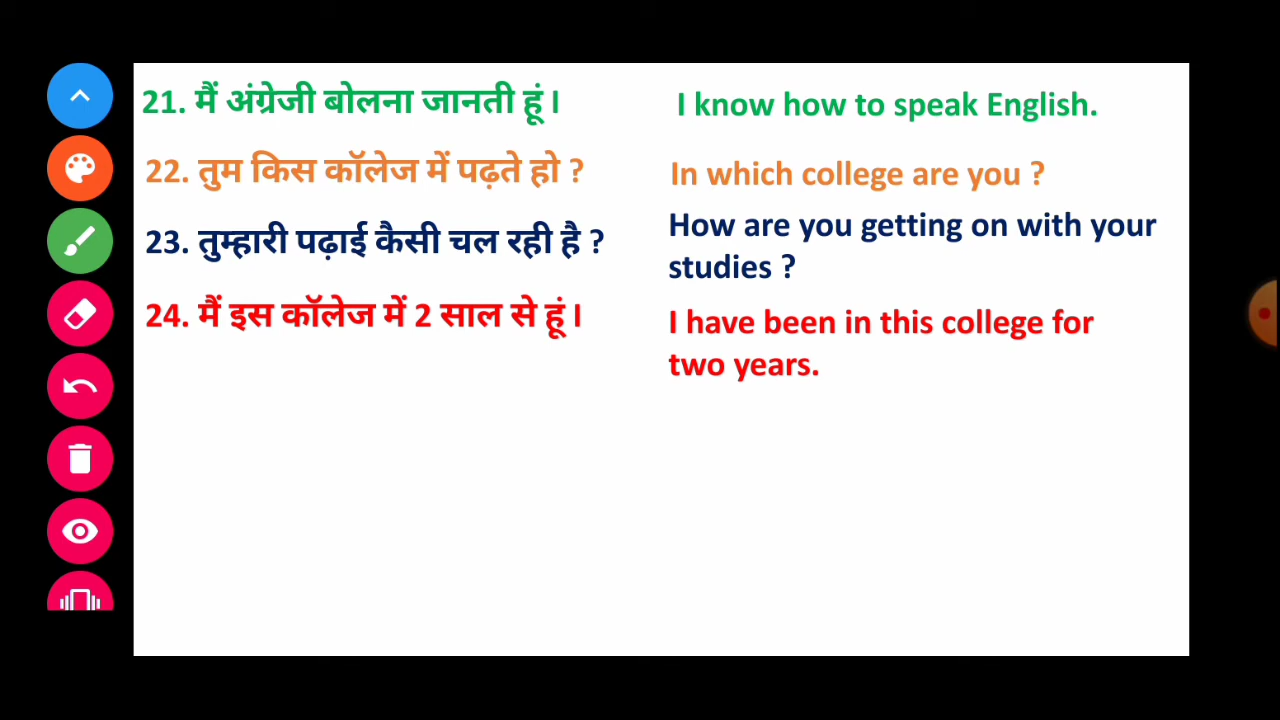 21. मैं अंग्रेजी बोलना जानती हूं I
I know how to speak English.
22. तुम किस कॉलेज में पढ़ते हो ?
In which college are you ?
23. तुम्हारी पढ़ाई कैसी चल रही है ?
How are you getting on with your
studies ?
24. मैं इस कॉलेज में 2 साल से हूं I
I have been in this college for
two years.